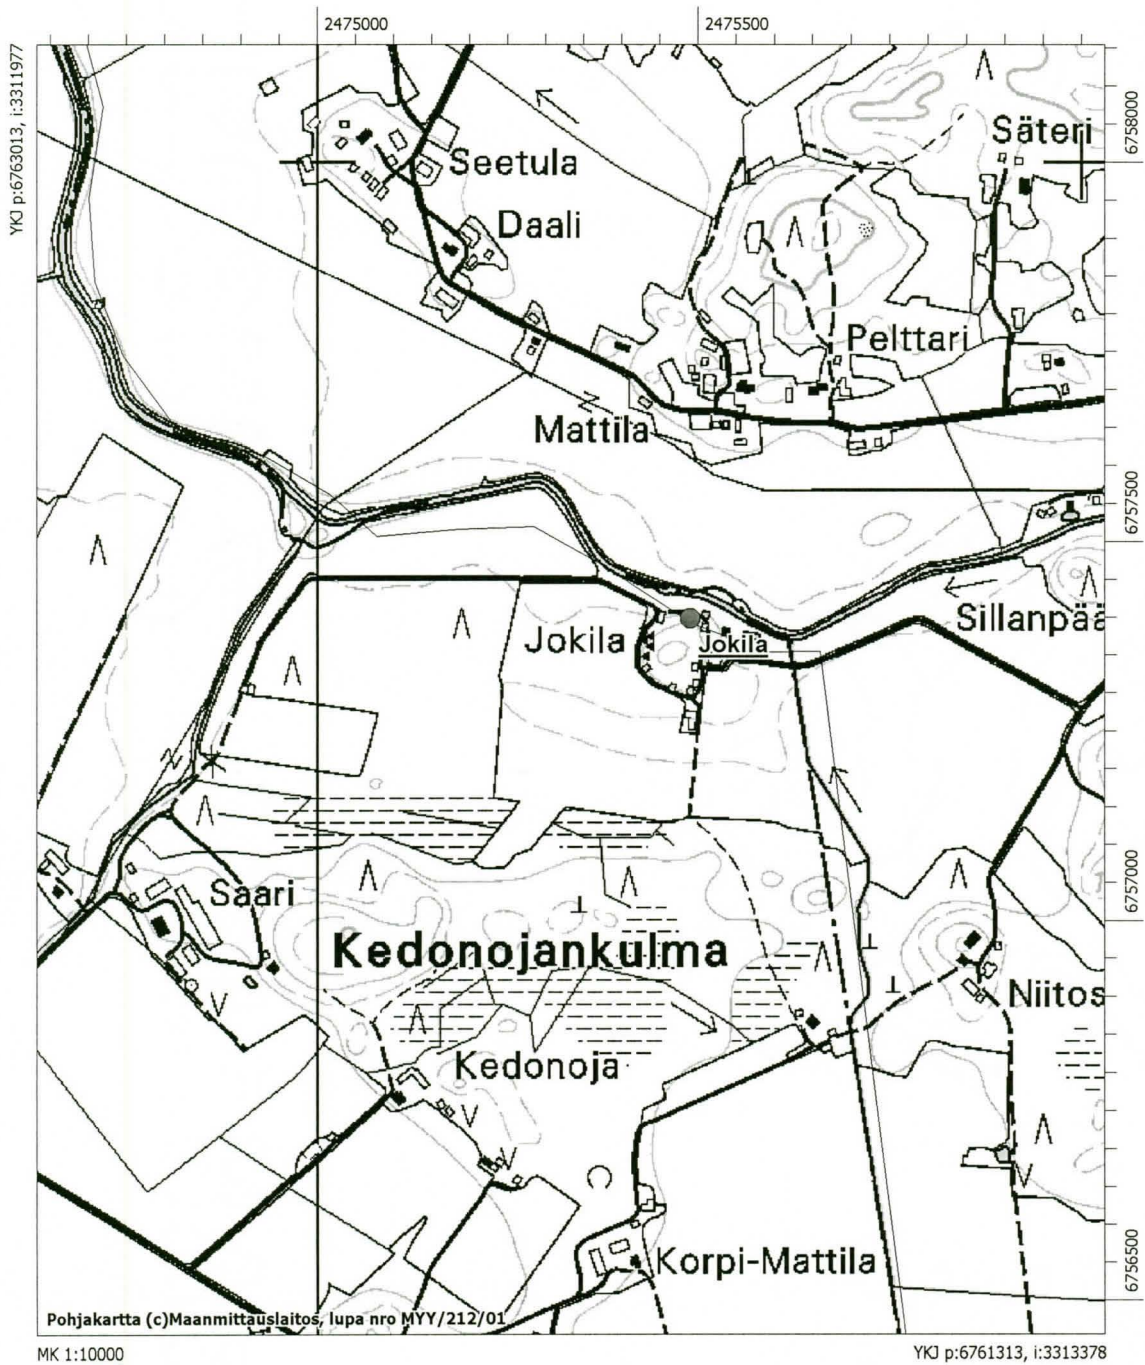 2475000
2475500
YKJ p:6763013, i:3311977
6758000
Säteri
Seetula
Daali
Pelttari
Mattila
6757500
Sillanpää
Jokila
Jokila
6757000
Saari
Kedonojankulma
Niitos
Kedonoja
6756500
Korpi-Mattila
Pohjakartta (c)Maanmittauslaitos, lupa nro MYY/212/01
MK 1:10000
YKJ p:6761313, i:3313378